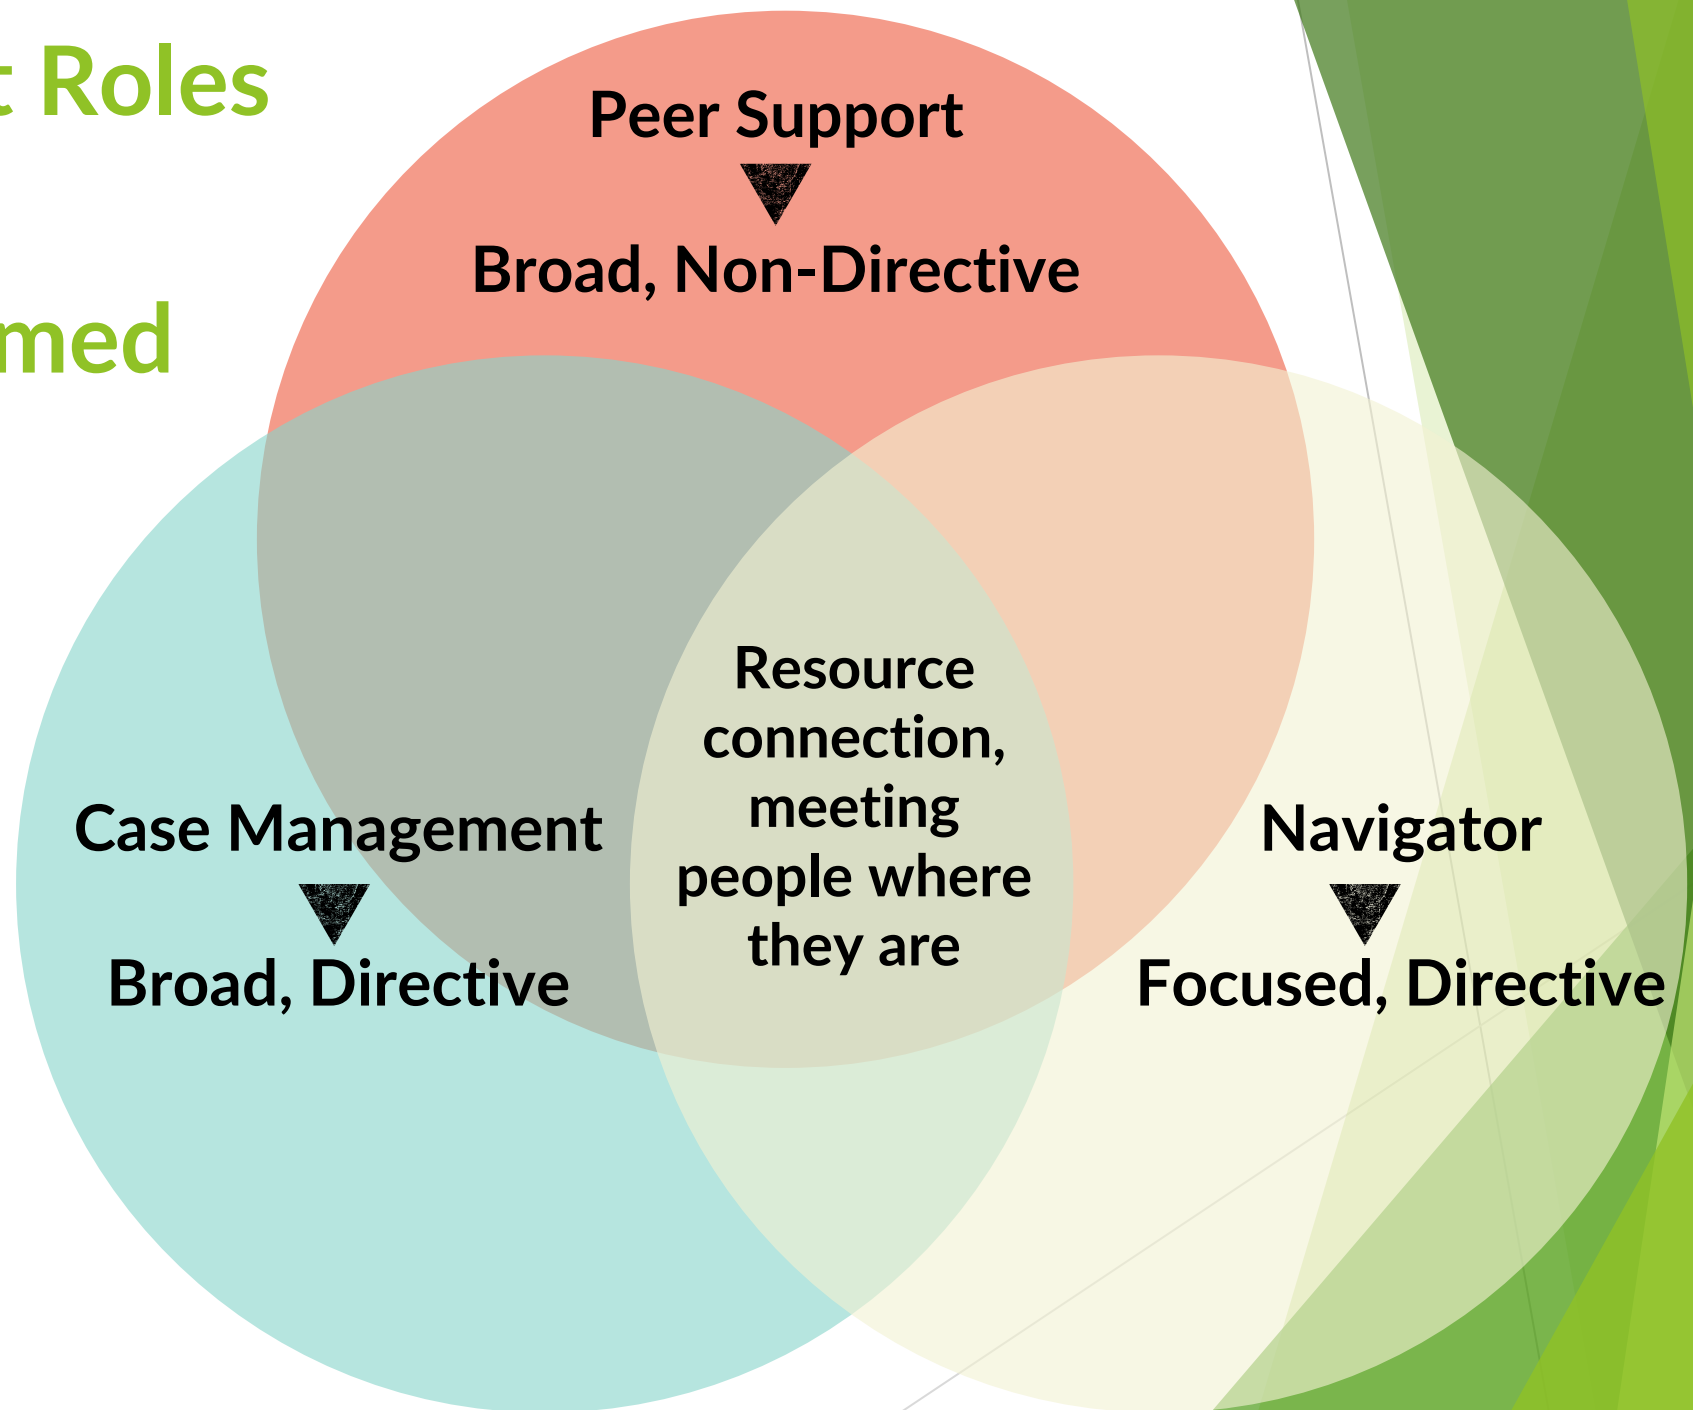 t Roles
med
Peer Support
Broad, Non-Directive
Resource
connection,
meeting
people where
they are
Case Management
Broad, Directive
Navigator
Focused, Directive